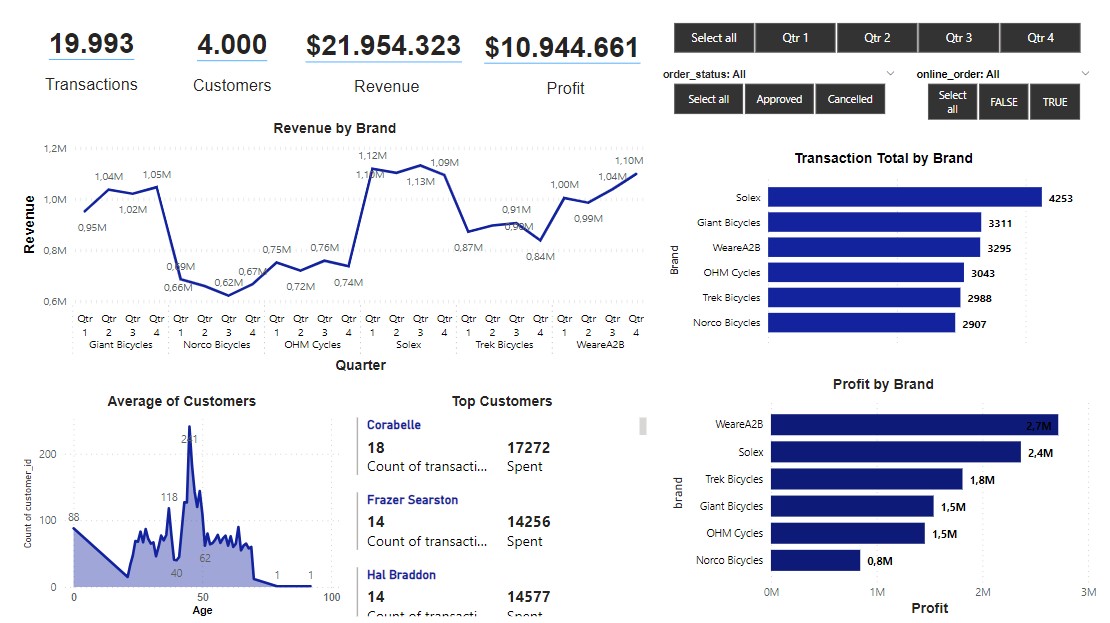 19.993
Transactions
4.000
Customers
$21.954.323
Revenue
$10.944.661
Profit
Select all
Qtr 1
Qtr 2
Qtr 3
Qtr 4
order_status: All
Select all
Approved
Cancelled
online_order: All
Select
all
FALSE
TRUE
Revenue by Brand
Revenue
1,2M
1,0M
0,8M
0,6M
0,95M
1,04M
1,02M
1,05M
0,69M
0,66M
0,62M
0,67M
0,75M
0,72M
0,76M
0,74M
1,12M
1,13M
1,09M
0,87M
0,91M
0,84M
1,00M
0,99M
1,04M
1,10M
Qtr Qtr Qtr Qtr Qtr Qtr Qtr Qtr Qtr Qtr Qtr Qtr Qtr Qtr Qtr Qtr Qtr Qtr Qtr Qtr Qtr Qtr Qtr Qtr
1 2 3 4 1 2 3 4 1 2 3 4 1 2 3 4 1 2 3 4 1 2 3 4
Giant Bicycles Norco Bicycles OHM Cycles Solex Trek Bicycles WeareA2B
Quarter
Transaction Total by Brand
Brand
Solex 4253
Giant Bicycles 3311
WeareA2B 3295
OHM Cycles 3043
Trek Bicycles 2988
Norco Bicycles 2907
Average of Customers
Count of customer_id
200
100
0
88
118
40
241
62
1
1
0 50 100
Age
Top Customers
Corabelle
18 17272
Count of transacti... Spent
Frazer Searston
14 14256
Count of transacti... Spent
Hal Braddon
14 14577
Count of transacti... Spent
Profit by Brand
brand
WeareA2B 2,7M
Solex 2,4M
Trek Bicycles 1,8M
Giant Bicycles 1,5M
OHM Cycles 1,5M
Norco Bicycles 0,8M
0M 1M 2M 3M
Profit